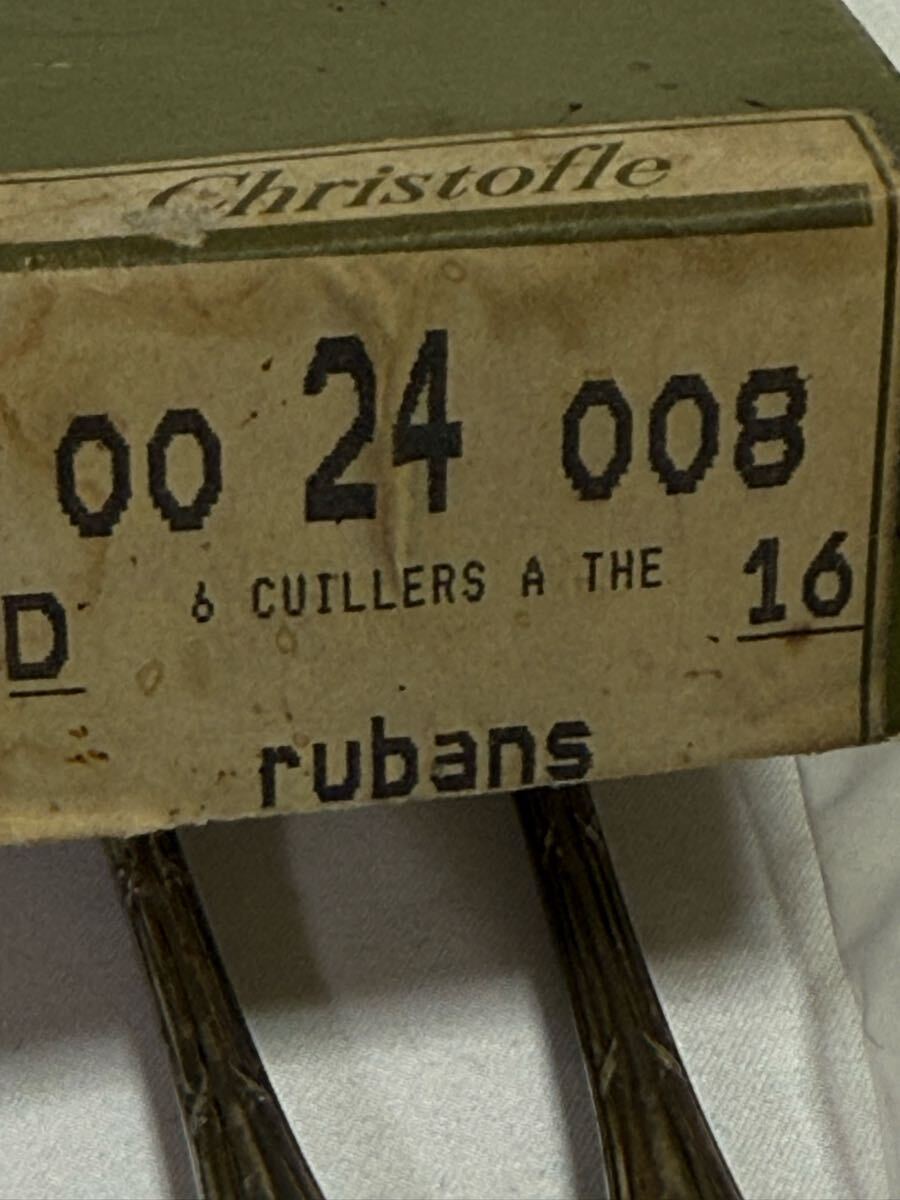 Christofle
00 24 008
D 6 CUILLERS A THE 16
rubans